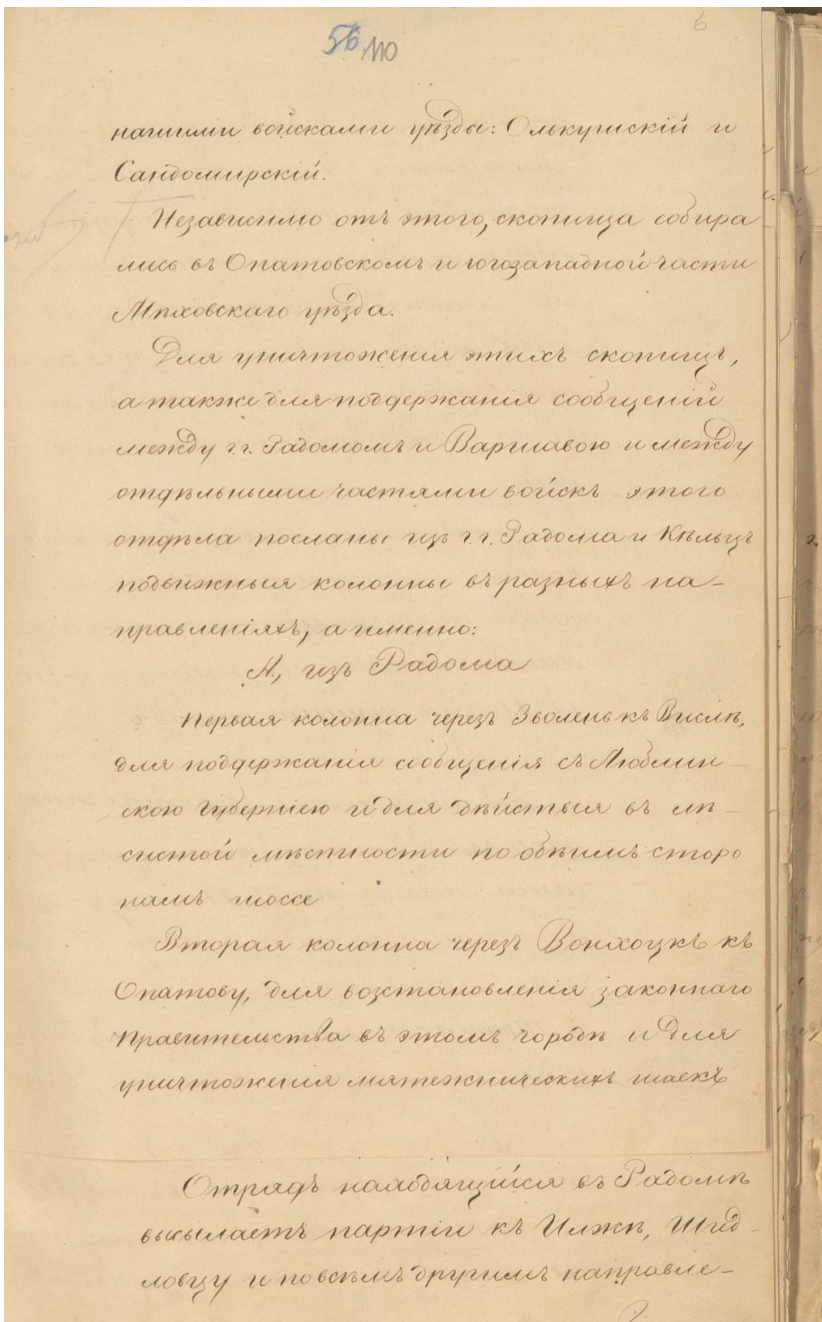 6
56 110
нашими войсками уѣзда: Олькушскій и
Сандомирскій.
Независимо отъ этого, скопища собира
лись въ Опатовскомъ и югозападной части
Мѣховскаго уѣзда.
Для уничтоженія этихъ скопищъ,
а также для поддержанія сообщеній
между г.г. Радомомъ и Варшавою и между
отдѣльными частями войскъ этого
отдѣла посланы изъ г.г. Радома и Кѣльцъ
подвижныя колонны въ разныхъ на-
правленіяхъ, а именно:
А, изъ Радома
Первая колонна черезъ Зволень къ Вислѣ,
для поддержанія сообщенія съ Люблин-
скою Губерніею и для дѣйствія въ лѣ-
систой мѣстности по обѣимъ сторо
намъ шоссе
Вторая колонна черезъ Вонхоцкъ къ
Опатову, для возстановленія законнаго
Правительства въ этомъ городѣ и для
уничтоженія мятежническихъ шаекъ
Отрядъ находящійся въ Радомѣ
высылаетъ партіи къ Илжѣ, Шид-
ловцу и по всѣмъ другимъ направле-